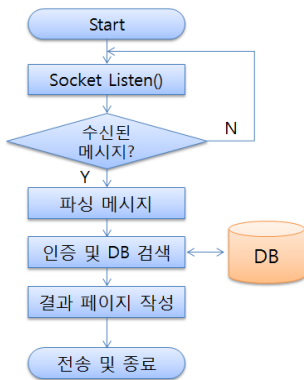 Start
Socket Listen()
수신된
메시지?
N
Y
파싱 메시지
인증 및 DB 검색
DB
결과 페이지 작성
전송 및 종료